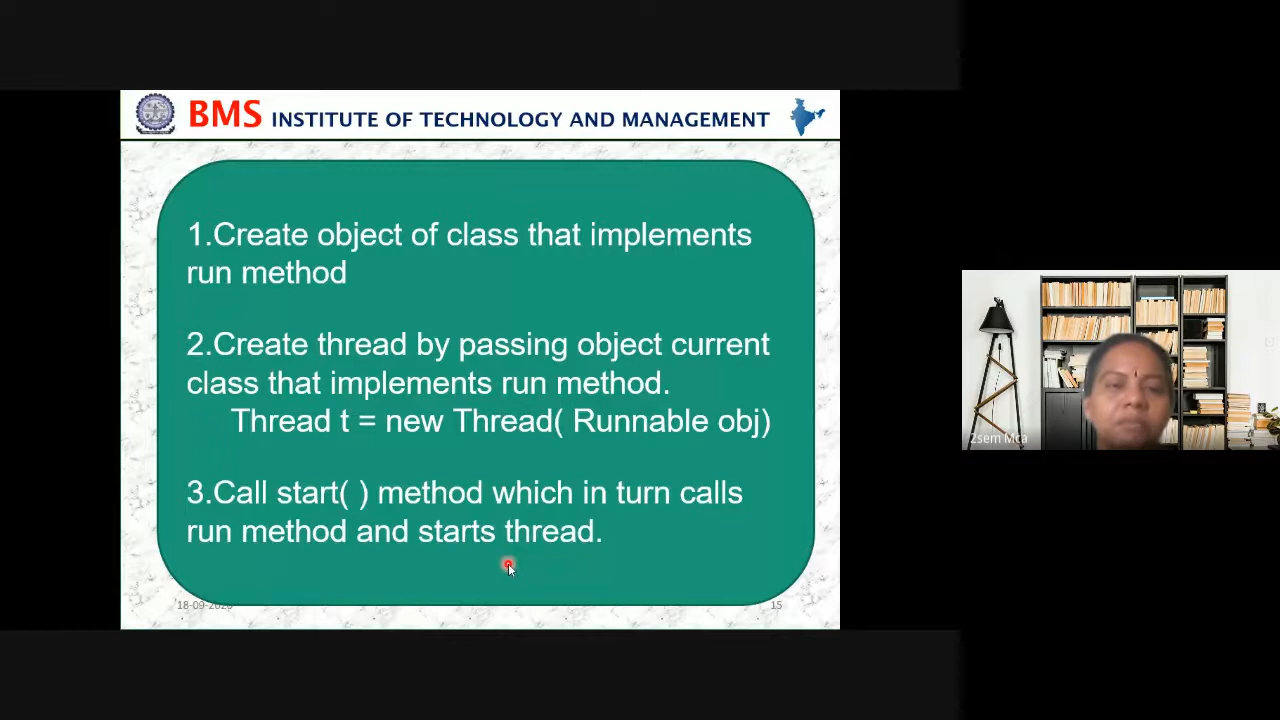 BMS INSTITUTE OF TECHNOLOGY AND MANAGEMENT
1.Create object of class that implements
run method
2.Create thread by passing object current
class that implements run method.
Thread t = new Thread( Runnable obj)
3.Call start( ) method which in turn calls
run method and starts thread.
18-09-2020
15
2sem Mca